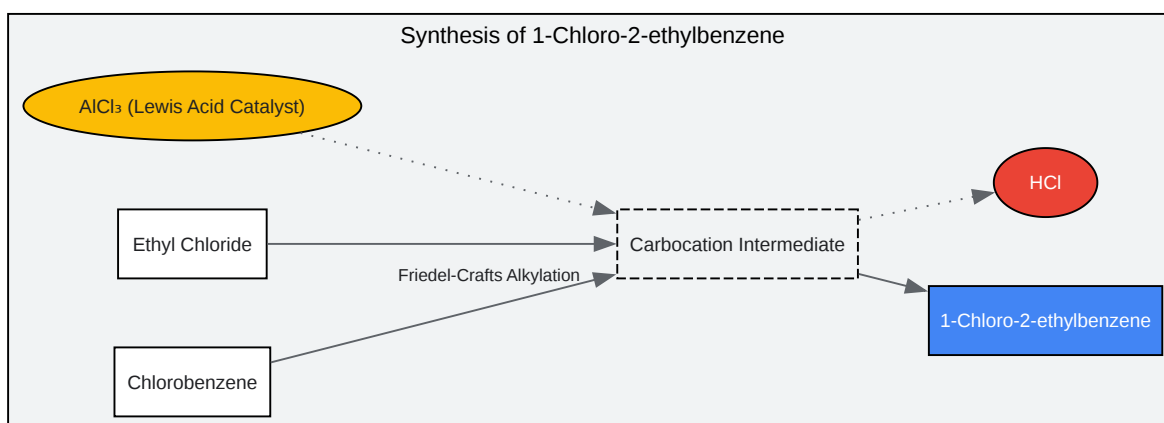 Synthesis of 1-Chloro-2-ethylbenzene
AlCl₃ (Lewis Acid Catalyst)
HCl
Ethyl Chloride
Carbocation Intermediate
Friedel-Crafts Alkylation
1-Chloro-2-ethylbenzene
Chlorobenzene